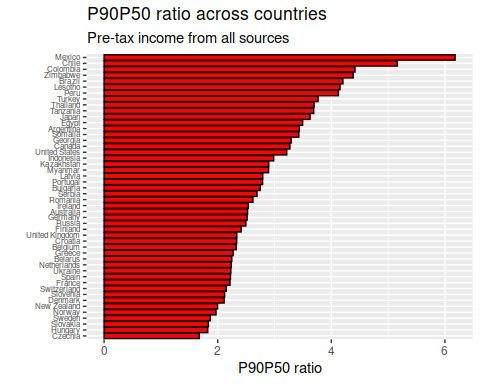 P90P50 ratio across countries
Pre-tax income from all sources
Mexico
Chile
Colombia
Zimbabwe
Brazil
Lesotho
Peru
Turkey
Thailand
Tanzania
Japan
Egypt
Argentina
Somalia
Georgia
Canada
United States
Indonesia
Kazakhstan
Myanmar
Latvia
Portugal
Bulgaria
Serbia
Romania
Ireland
Australia
Germany
Russia
Finland
United Kingdom
Croatia
Belgium
Greece
Belarus
Netherlands
Ukraine
Spain
France
Switzerland
Slovenia
Denmark
New Zealand
Norway
Sweden
Slovakia
Hungary
Czechia
0 2 4 6
P90P50 ratio